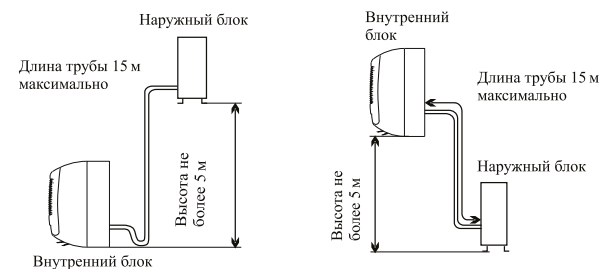 Наружный блок
Длина трубы 15 м
максимально
Высота не
более 5 м
Внутренний блок
Внутренний
блок
Длина трубы 15 м
максимально
Наружный блок
Высота не
более 5 м